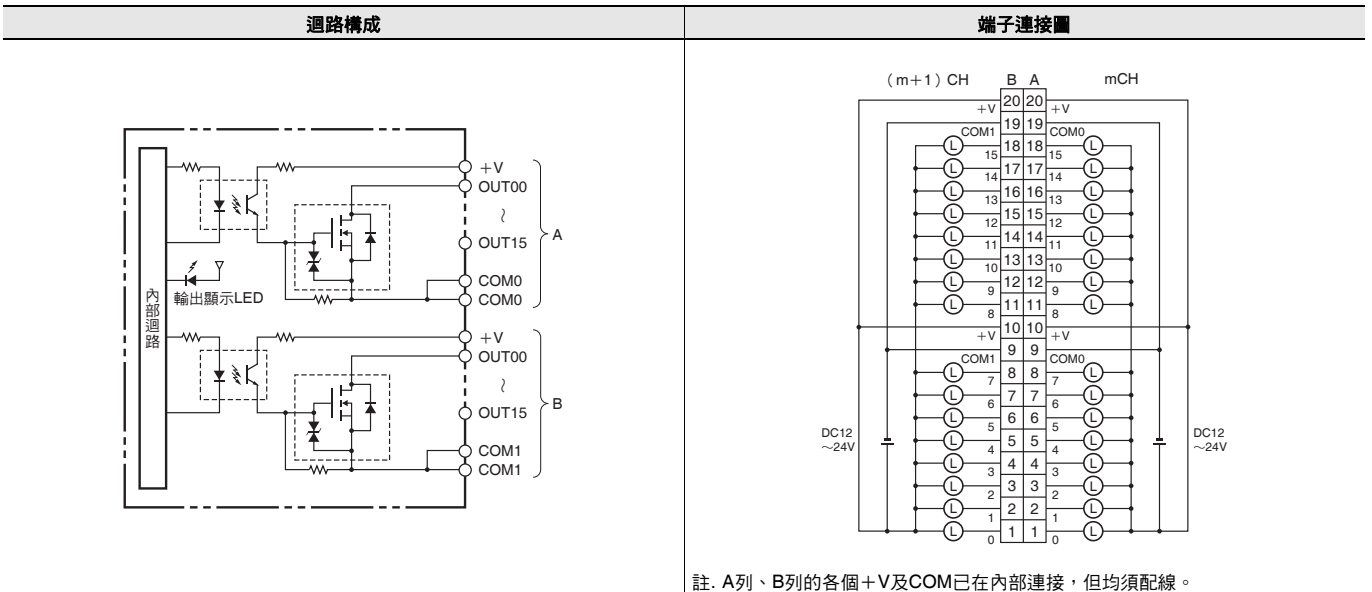 迴路構成
端子連接圖
+V
OUT00
~
OUT15
A
COM0
COM0
內部迴路
輸出顯示LED
+V
OUT00
~
OUT15
B
COM1
COM1
(m+1) CH B A mCH
20 20
+V +V
19 19
COM1 COM0
L 18 18 L
15 15
L 17 17 L
14 14
L 16 16 L
13 13
L 15 15 L
12 12
L 14 14 L
11 11
L 13 13 L
10 10
L 12 12 L
9 9
L 11 11 L
8 8
10 10
+V +V
9 9
COM1 COM0
L 8 8 L
7 7
L 7 7 L
6 6
L 6 6 L
5 5
DC12 L 5 5 L DC12
~24V 4 4 ~24V
L 4 4 L
3 3
L 3 3 L
2 2
L 2 2 L
1 1
L 1 1 L
0 0
註. A列、B列的各個+V及COM已在內部連接,但均須配線。